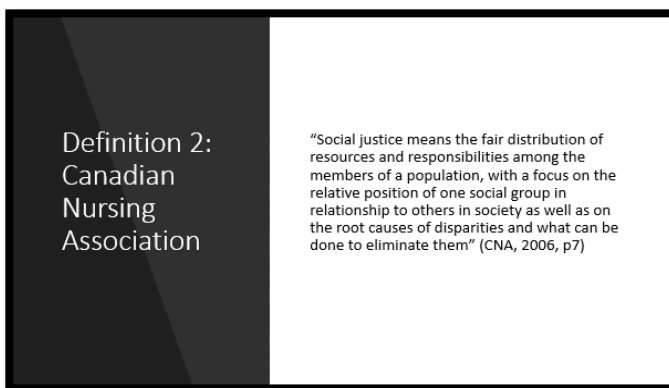 Definition 2:
Canadian
Nursing
Association
“Social justice means the fair distribution of
resources and responsibilities among the
members of a population, with a focus on the
relative position of one social group in
relationship to others in society as well as on
the root causes of disparities and what can be
done to eliminate them” (CNA, 2006, p7)